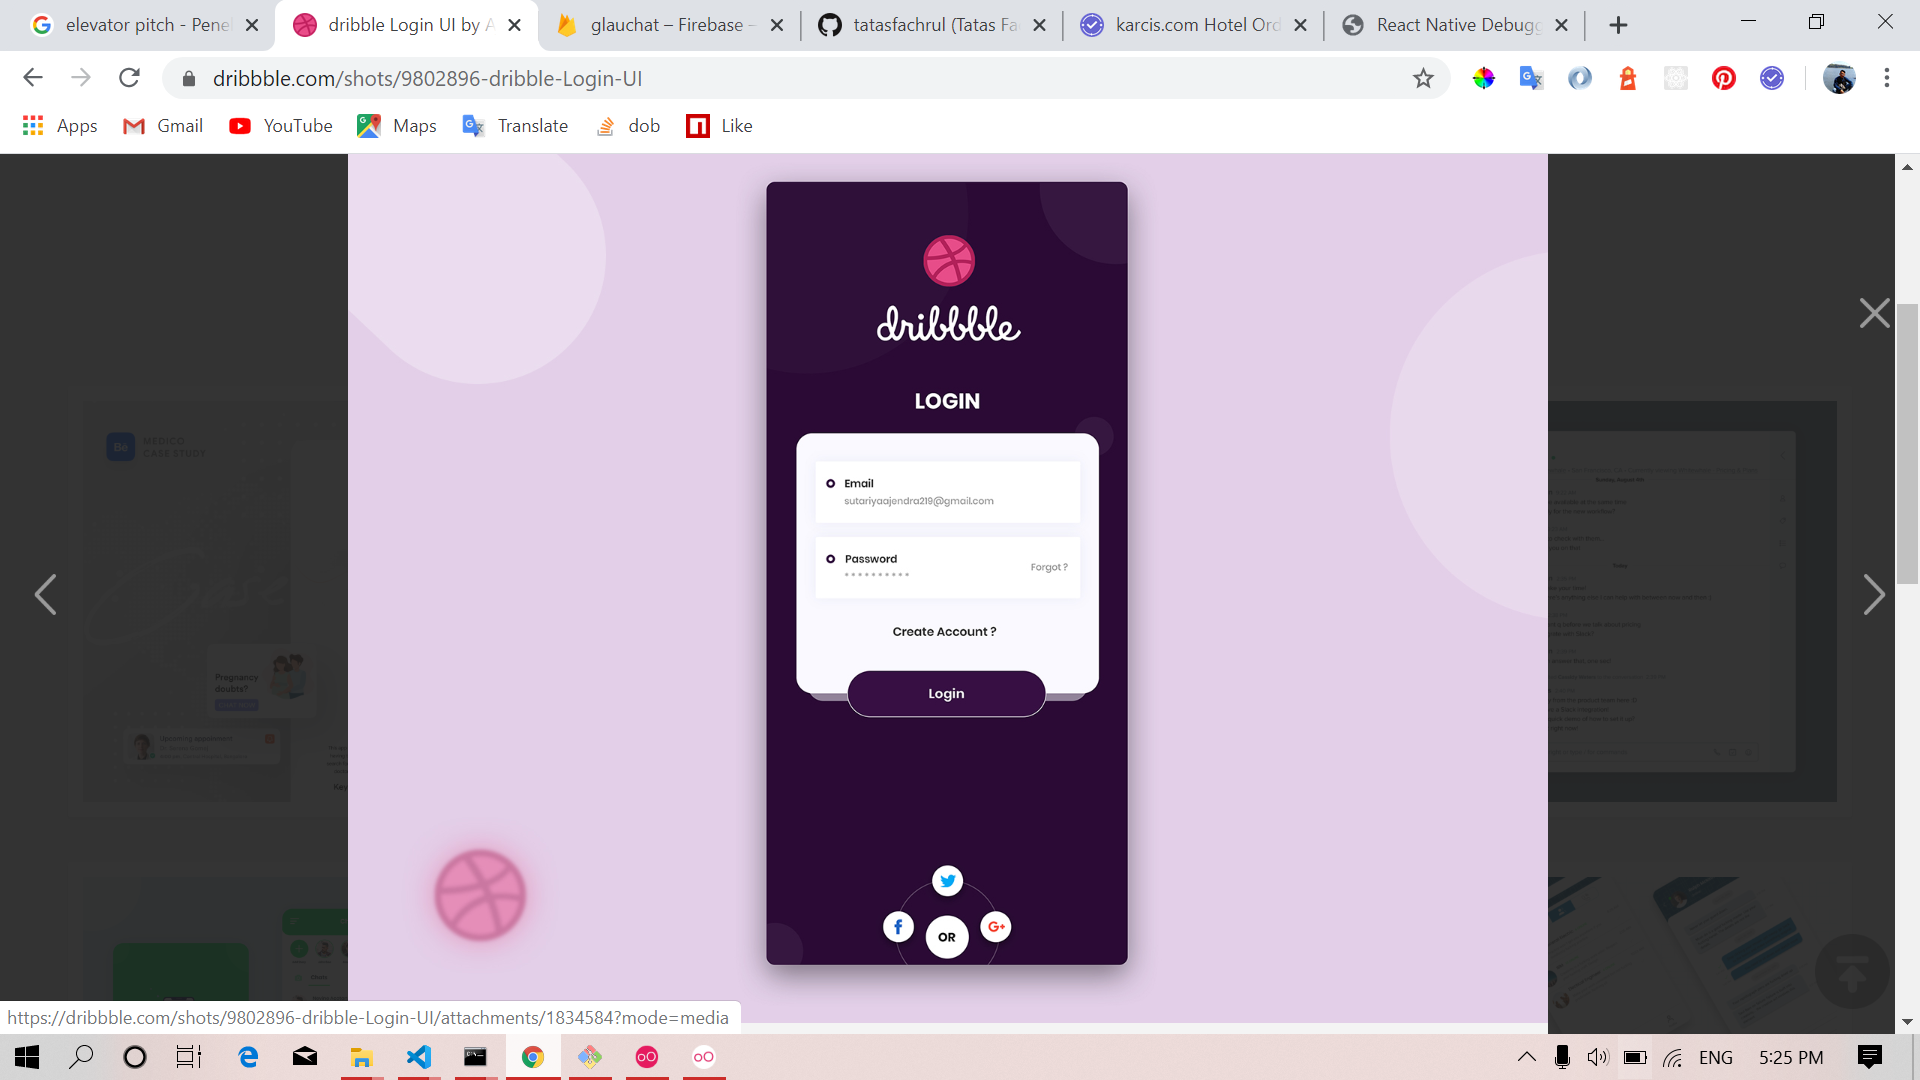 elevator pitch - Penel
dribble Login UI by A
glauchat – Firebase –
tatasfachrul (Tatas Fa
karcis.com Hotel Ord
React Native Debugg
dribbble.com/shots/9802896-dribble-Login-UI
Apps
Gmail
YouTube
Maps
Translate
dob
Like
dribbble
LOGIN
Email
sutariyaajendra219@gmail.com
Password
Forgot ?
Create Account ?
Login
f
G+
OR
Bē
MEDICO
CASE STUDY
Pregnancy
doubts?
Upcoming appointment
https://dribbble.com/shots/9802896-dribble-Login-UI/attachments/1834584?mode=media
ENG
5:25 PM